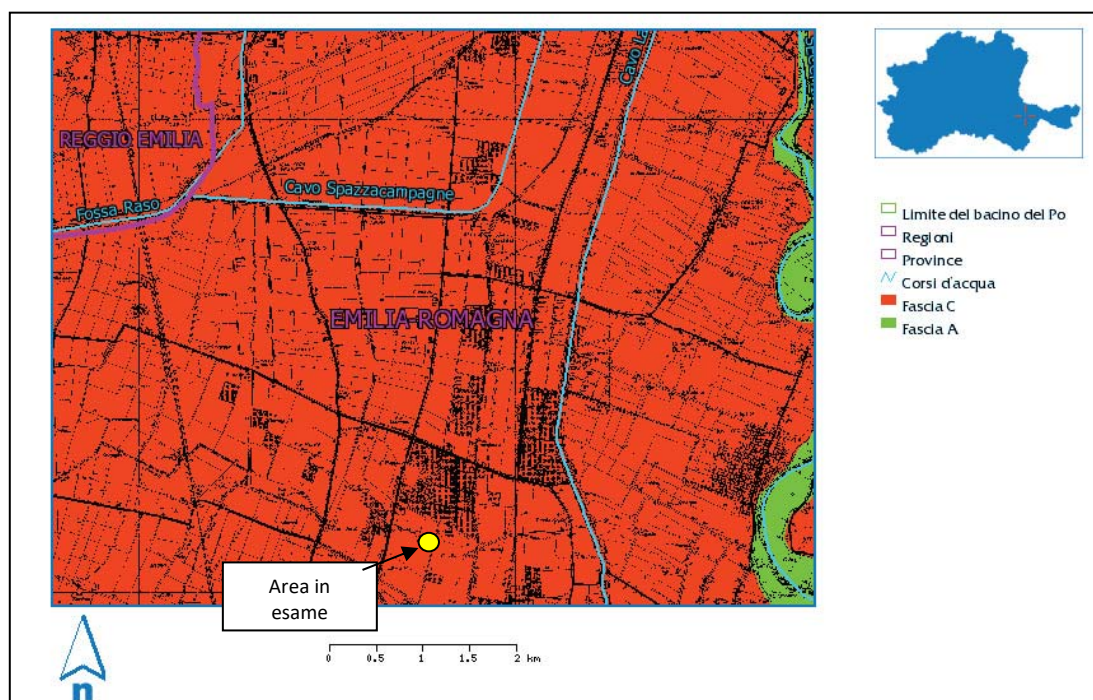 REGGIO EMILIA
Fossa Raso
Cavo Spazzacampagne
EMILIA-ROMAGNA
Area in
esame
0 0.5 1 1.5 2 km
n
Limite del bacino del Po
Regioni
Province
Corsi d'acqua
Fascia C
Fascia A